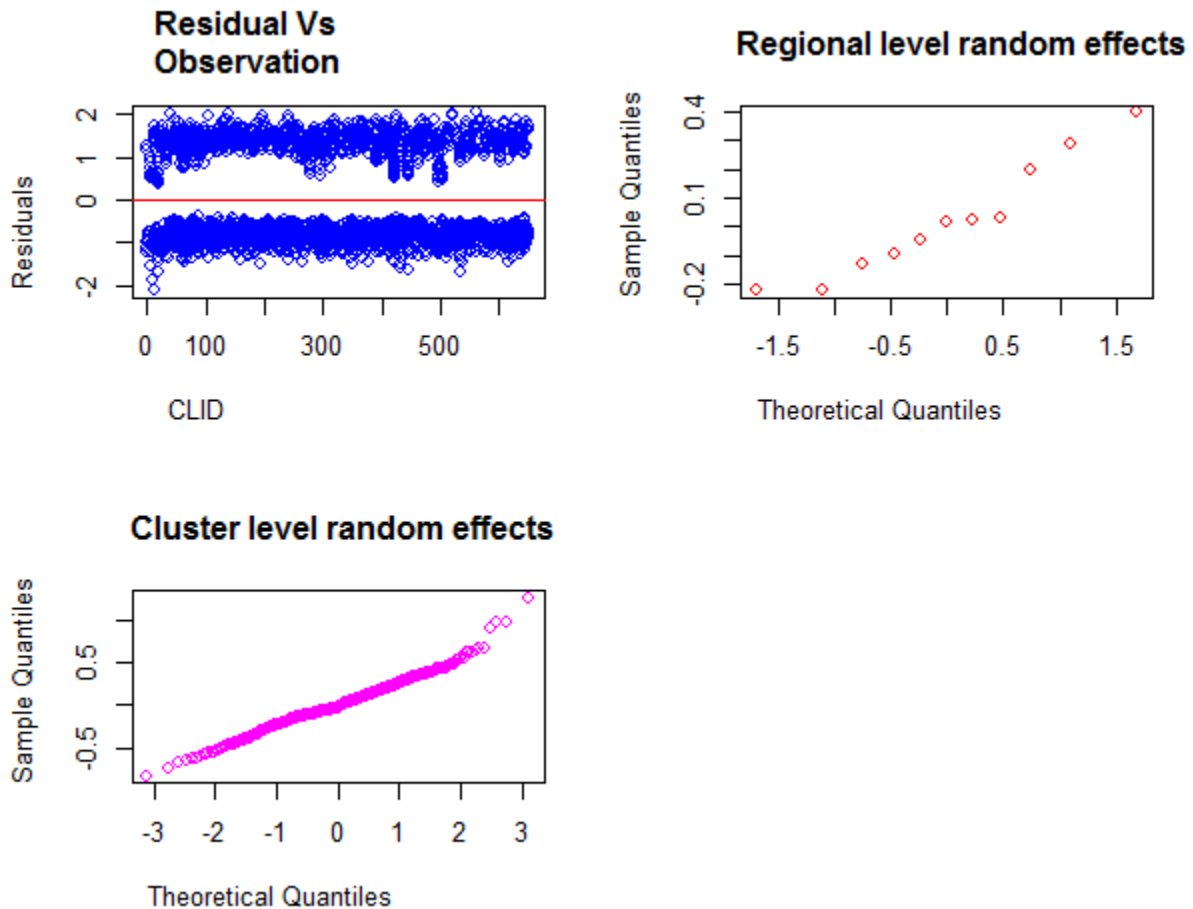 Residual Vs
Observation
Residuals
2
1
0
-2
0 100 300 500
CLID
Regional level random effects
Sample Quantiles
0.4
0.1
-0.2
-1.5 -0.5 0.5 1.5
Theoretical Quantiles
Cluster level random effects
Sample Quantiles
0.5
-0.5
-3 -2 -1 0 1 2 3
Theoretical Quantiles